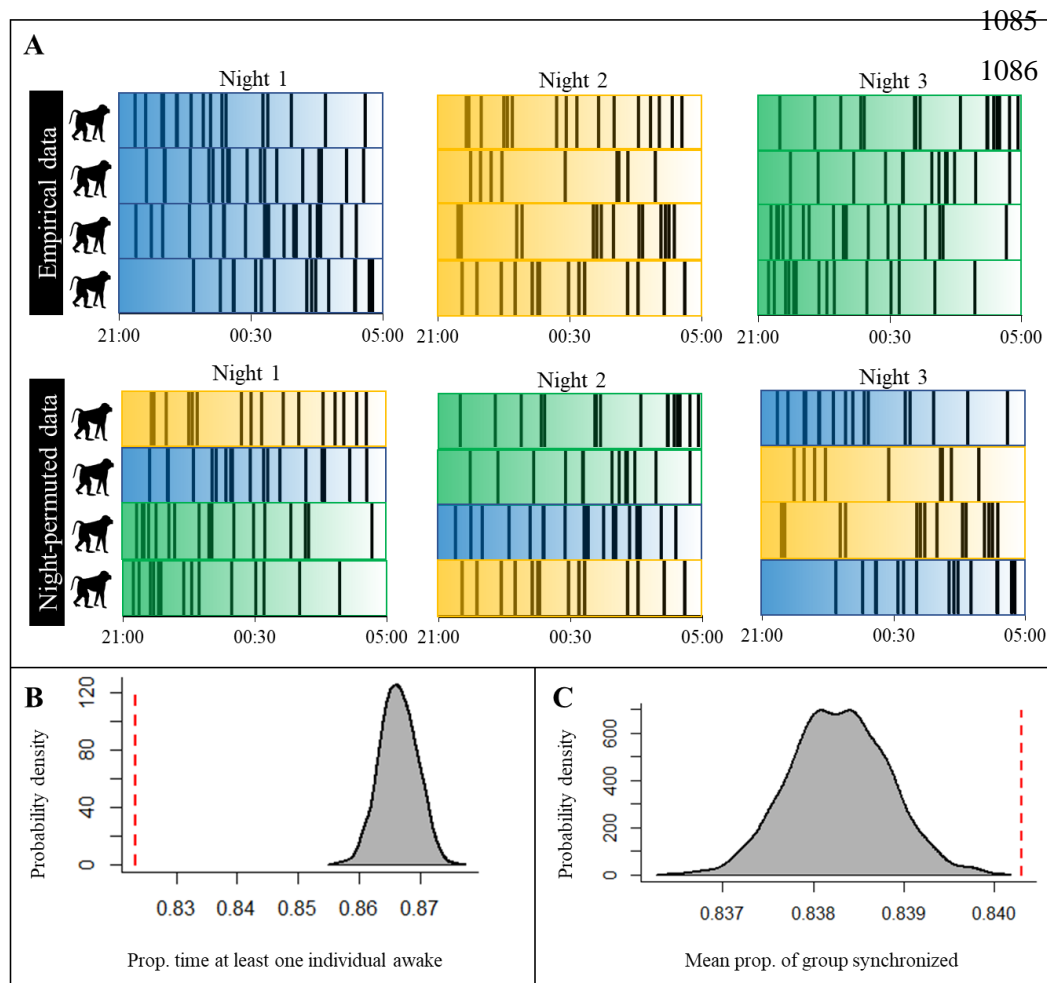 1085
1086
A
Night 1 Night 2 Night 3
Empirical data
21:00 00:30 05:00 21:00 00:30 05:00 21:00 00:30 05:00
Night 1 Night 2 Night 3
Night-permuted data
21:00 00:30 05:00 21:00 00:30 05:00 21:00 00:30 05:00
B
Probability density
120
80
40
0
0.83 0.84 0.85 0.86 0.87
Prop. time at least one individual awake
C
Probability density
600
400
200
0
0.837 0.838 0.839 0.840
Mean prop. of group synchronized